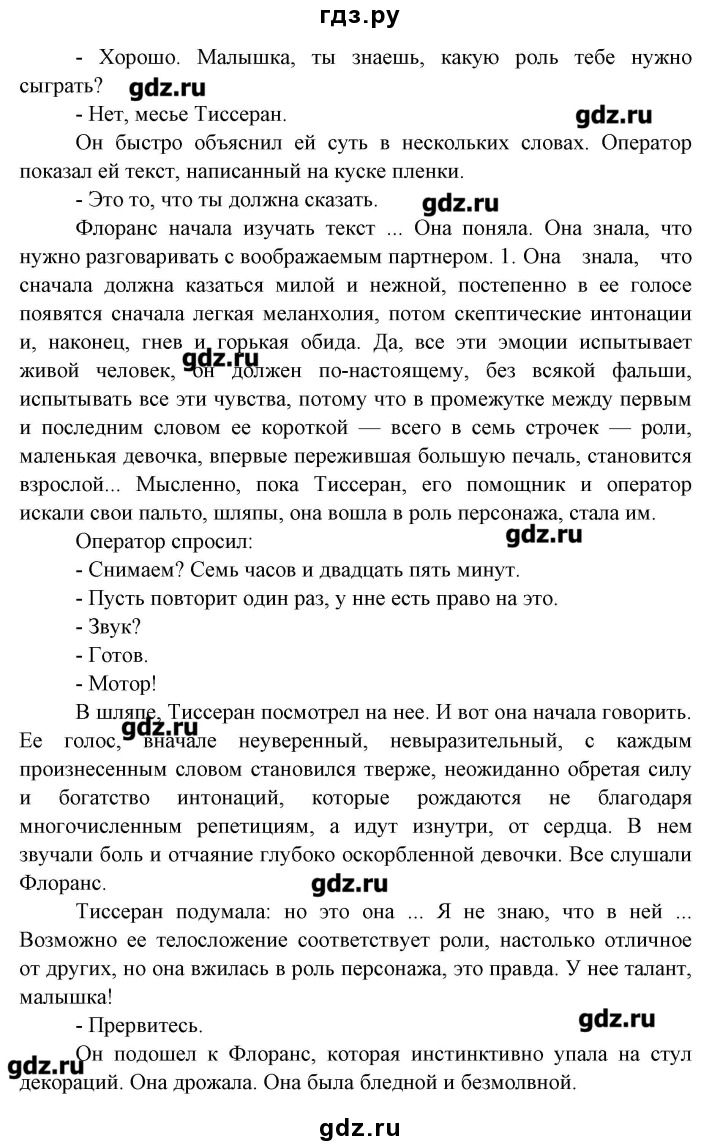 гдз.ру
- Хорошо. Малышка, ты знаешь, какую роль тебе нужно
сыграть?
gdz.ru
- Нет, месье Тиссеран.
gdz.ru
Он быстро объяснил ей суть в нескольких словах. Оператор
показал ей текст, написанный на куске пленки.
- Это то, что ты должна сказать.
gdz.ru
Флоранс начала изучать текст ... Она поняла. Она знала, что
нужно разговаривать с воображаемым партнером. 1. Она знала, что
сначала должна казаться милой и нежной, постепенно в ее голосе
появятся сначала легкая меланхолия, потом скептические интонации
и, наконец, гнев и горькая обида. Да, все эти эмоции испытывает
gdz.ru
живой человек, он должен по-настоящему, без всякой фальши,
испытывать все эти чувства, потому что в промежутке между первым
и последним словом ее короткой — всего в семь строчек — роли,
маленькая девочка, впервые пережившая большую печаль, становится
взрослой... Мысленно, пока Тиссеран, его помощник и оператор
искали свои пальто, шляпы, она вошла в роль персонажа, стала им.
gdz.ru
Оператор спросил:
- Снимаем? Семь часов и двадцать пять минут.
- Пусть повторит один раз, у нне есть право на это.
- Звук?
- Готов.
- Мотор!
В шляпе, Тиссеран посмотрел на нее. И вот она начала говорить.
gdz.ru
Ее голос, вначале неуверенный, невыразительный, с каждым
произнесенным словом становился тверже, неожиданно обретая силу
и богатство интонаций, которые рождаются не благодаря
многочисленным репетициям, а идут изнутри, от сердца. В нем
звучали боль и отчаяние глубоко оскорбленной девочки. Все слушали
Флоранс.
gdz.ru
Тиссеран подумала: но это она ... Я не знаю, что в ней ...
Возможно ее телосложение соответствует роли, настолько отличное
от других, но она вжилась в роль персонажа, это правда. У нее талант,
малышка!
- Прервитесь.
gdz.ru
Он подошел к Флоранс, которая инстинктивно упала на стул
gdz.ru
декораций. Она дрожала. Она была бледной и безмолвной.
gdz.ru